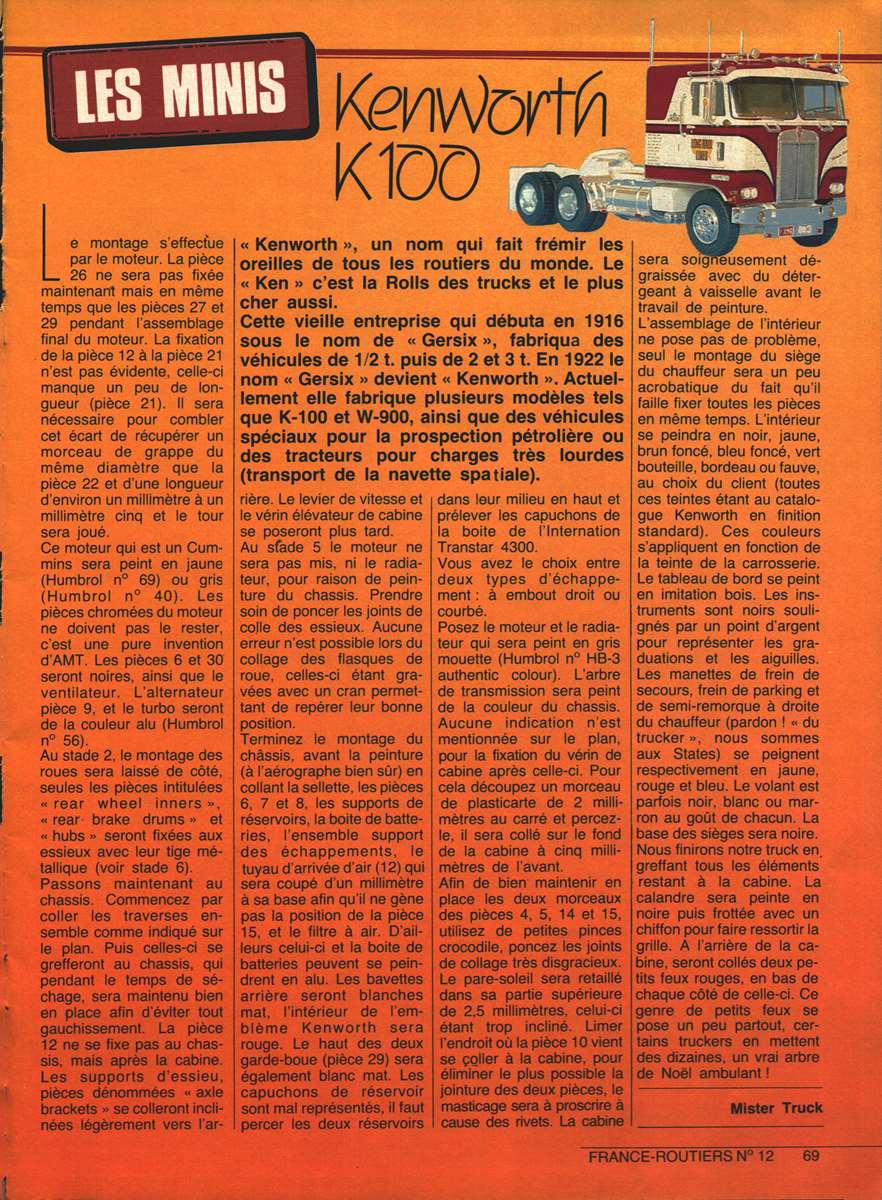 LES MINIS
Kenworth
K100
Le montage s'effectue
par le moteur. La pièce
26 ne sera pas fixée
maintenant mais en même
temps que les pièces 27 et
29 pendant l'assemblage
final du moteur. La fixation
de la pièce 12 à la pièce 21
n'est pas évidente, celle-ci
manque un peu de lon-
gueur (pièce 21). Il sera
nécessaire pour combler
cet écart de récupérer un
morceau de grappe du
même diamètre que la
pièce 22 et d'une longueur
d'environ un millimètre à un
millimètre cinq et le tour
sera joué.
Ce moteur qui est un Cum-
mins sera peint en jaune
(Humbrol nº 69) ou gris
(Humbrol nº 40). Les
pièces chromées du moteur
ne doivent pas le rester,
c'est une pure invention
d'AMT. Les pièces 6 et 30
seront noires, ainsi que le
ventilateur. L'alternateur
pièce 9, et le turbo seront
de la couleur alu (Humbrol
nº 56).
Au stade 2, le montage des
roues sera laissé de côté,
seules les pièces intitulées
« rear wheel inners »,
« rear brake drums » et
« hubs » seront fixées aux
essieux avec leur tige mé-
tallique (voir stade 6).
Passons maintenant au
chassis. Commencez par
coller les traverses en-
semble comme indiqué sur
le plan. Puis celles-ci se
grefferont au chassis, qui
pendant le temps de sé-
chage, sera maintenu bien
en place afin d'éviter tout
gauchissement. La pièce
12 ne se fixe pas au chas-
sis, mais après la cabine.
Les supports d'essieu,
pièces dénommées « axle
brackets » se colleront incli-
nées légèrement vers l'ar-
« Kenworth », un nom qui fait frémir les
oreilles de tous les routiers du monde. Le
« Ken » c'est la Rolls des trucks et le plus
cher aussi.
Cette vieille entreprise qui débuta en 1916
sous le nom de « Gersix », fabriqua des
véhicules de 1/2 t. puis de 2 et 3 t. En 1922 le
nom « Gersix » devient « Kenworth ». Actuel-
lement elle fabrique plusieurs modèles tels
que K-100 et W-900, ainsi que des véhicules
spéciaux pour la prospection pétrolière ou
des tracteurs pour charges très lourdes
(transport de la navette spatiale).
rière. Le levier de vitesse et
le vérin élévateur de cabine
se poseront plus tard.
Au stade 5 le moteur ne
sera pas mis, ni le radia-
teur, pour raison de pein-
ture du chassis. Prendre
soin de poncer les joints de
colle des essieux. Aucune
erreur n'est possible lors du
collage des flasques de
roue, celles-ci étant gra-
vées avec un cran permet-
tant de repérer leur bonne
position.
Terminez le montage du
châssis, avant la peinture
(à l'aérographe bien sûr) en
collant la sellette, les pièces
6, 7 et 8, les supports de
réservoirs, la boite de batte-
ries, l'ensemble support
des échappements, le
tuyau d'arrivée d'air (12) qui
sera coupé d'un millimètre
à sa base afin qu'il ne gène
pas la position de la pièce
15, et le filtre à air. D'ail-
leurs celui-ci et la boite de
batteries peuvent se pein-
drent en alu. Les bavettes
arrière seront blanches
mat, l'intérieur de l'em-
blème Kenworth sera
rouge. Le haut des deux
garde-boue (pièce 29) sera
également blanc mat. Les
capuchons de réservoir
sont mal représentés, il faut
percer les deux réservoirs
dans leur milieu en haut et
prélever les capuchons de
la boite de l'Internation
Transtar 4300.
Vous avez le choix entre
deux types d'échappe-
ment : à embout droit ou
courbé.
Posez le moteur et le radia-
teur qui sera peint en gris
mouette (Humbrol nº HB-3
authentic colour). L'arbre
de transmission sera peint
de la couleur du chassis.
Aucune indication n'est
mentionnée sur le plan,
pour la fixation du vérin de
cabine après celle-ci. Pour
cela découpez un morceau
de plasticarte de 2 milli-
mètres au carré et percez-
le, il sera collé sur le fond
de la cabine à cinq milli-
mètres de l'avant.
Afin de bien maintenir en
place les deux morceaux
des pièces 4, 5, 14 et 15,
utilisez de petites pinces
crocodile, poncez les joints
de collage très disgracieux.
Le pare-soleil sera retaillé
dans sa partie supérieure
de 2,5 millimètres, celui-ci
étant trop incliné. Limer
l'endroit où la pièce 10 vient
se coller à la cabine, pour
éliminer le plus possible la
jointure des deux pièces, le
masticage sera à proscrire à
cause des rivets. La cabine
sera soigneusement dé-
graissée avec du déter-
geant à vaisselle avant le
travail de peinture.
L'assemblage de l'intérieur
ne pose pas de problème,
seul le montage du siège
du chauffeur sera un peu
acrobatique du fait qu'il
faille fixer toutes les pièces
en même temps. L'intérieur
se peindra en noir, jaune,
brun foncé, bleu foncé, vert
bouteille, bordeau ou fauve,
au choix du client (toutes
ces teintes étant au catalo-
gue Kenworth en finition
standard). Ces couleurs
s'appliquent en fonction de
la teinte de la carrosserie.
Le tableau de bord se peint
en imitation bois. Les ins-
truments sont noirs souli-
gnés par un point d'argent
pour représenter les gra-
duations et les aiguilles.
Les manettes de frein de
secours, frein de parking et
de semi-remorque à droite
du chauffeur (pardon ! « du
trucker », nous sommes
aux States) se peignent
respectivement en jaune,
rouge et bleu. Le volant est
parfois noir, blanc ou mar-
ron au goût de chacun. La
base des sièges sera noire.
Nous finirons notre truck en
greffant tous les éléments
restant à la cabine. La
calandre sera peinte en
noire puis frottée avec un
chiffon pour faire ressortir la
grille. A l'arrière de la ca-
bine, seront collés deux pe-
tits feux rouges, en bas de
chaque côté de celle-ci. Ce
genre de petits feux se
pose un peu partout, cer-
tains truckers en mettent
des dizaines, un vrai arbre
de Noël ambulant !
Mister Truck
FRANCE-ROUTIERS Nº 12 69